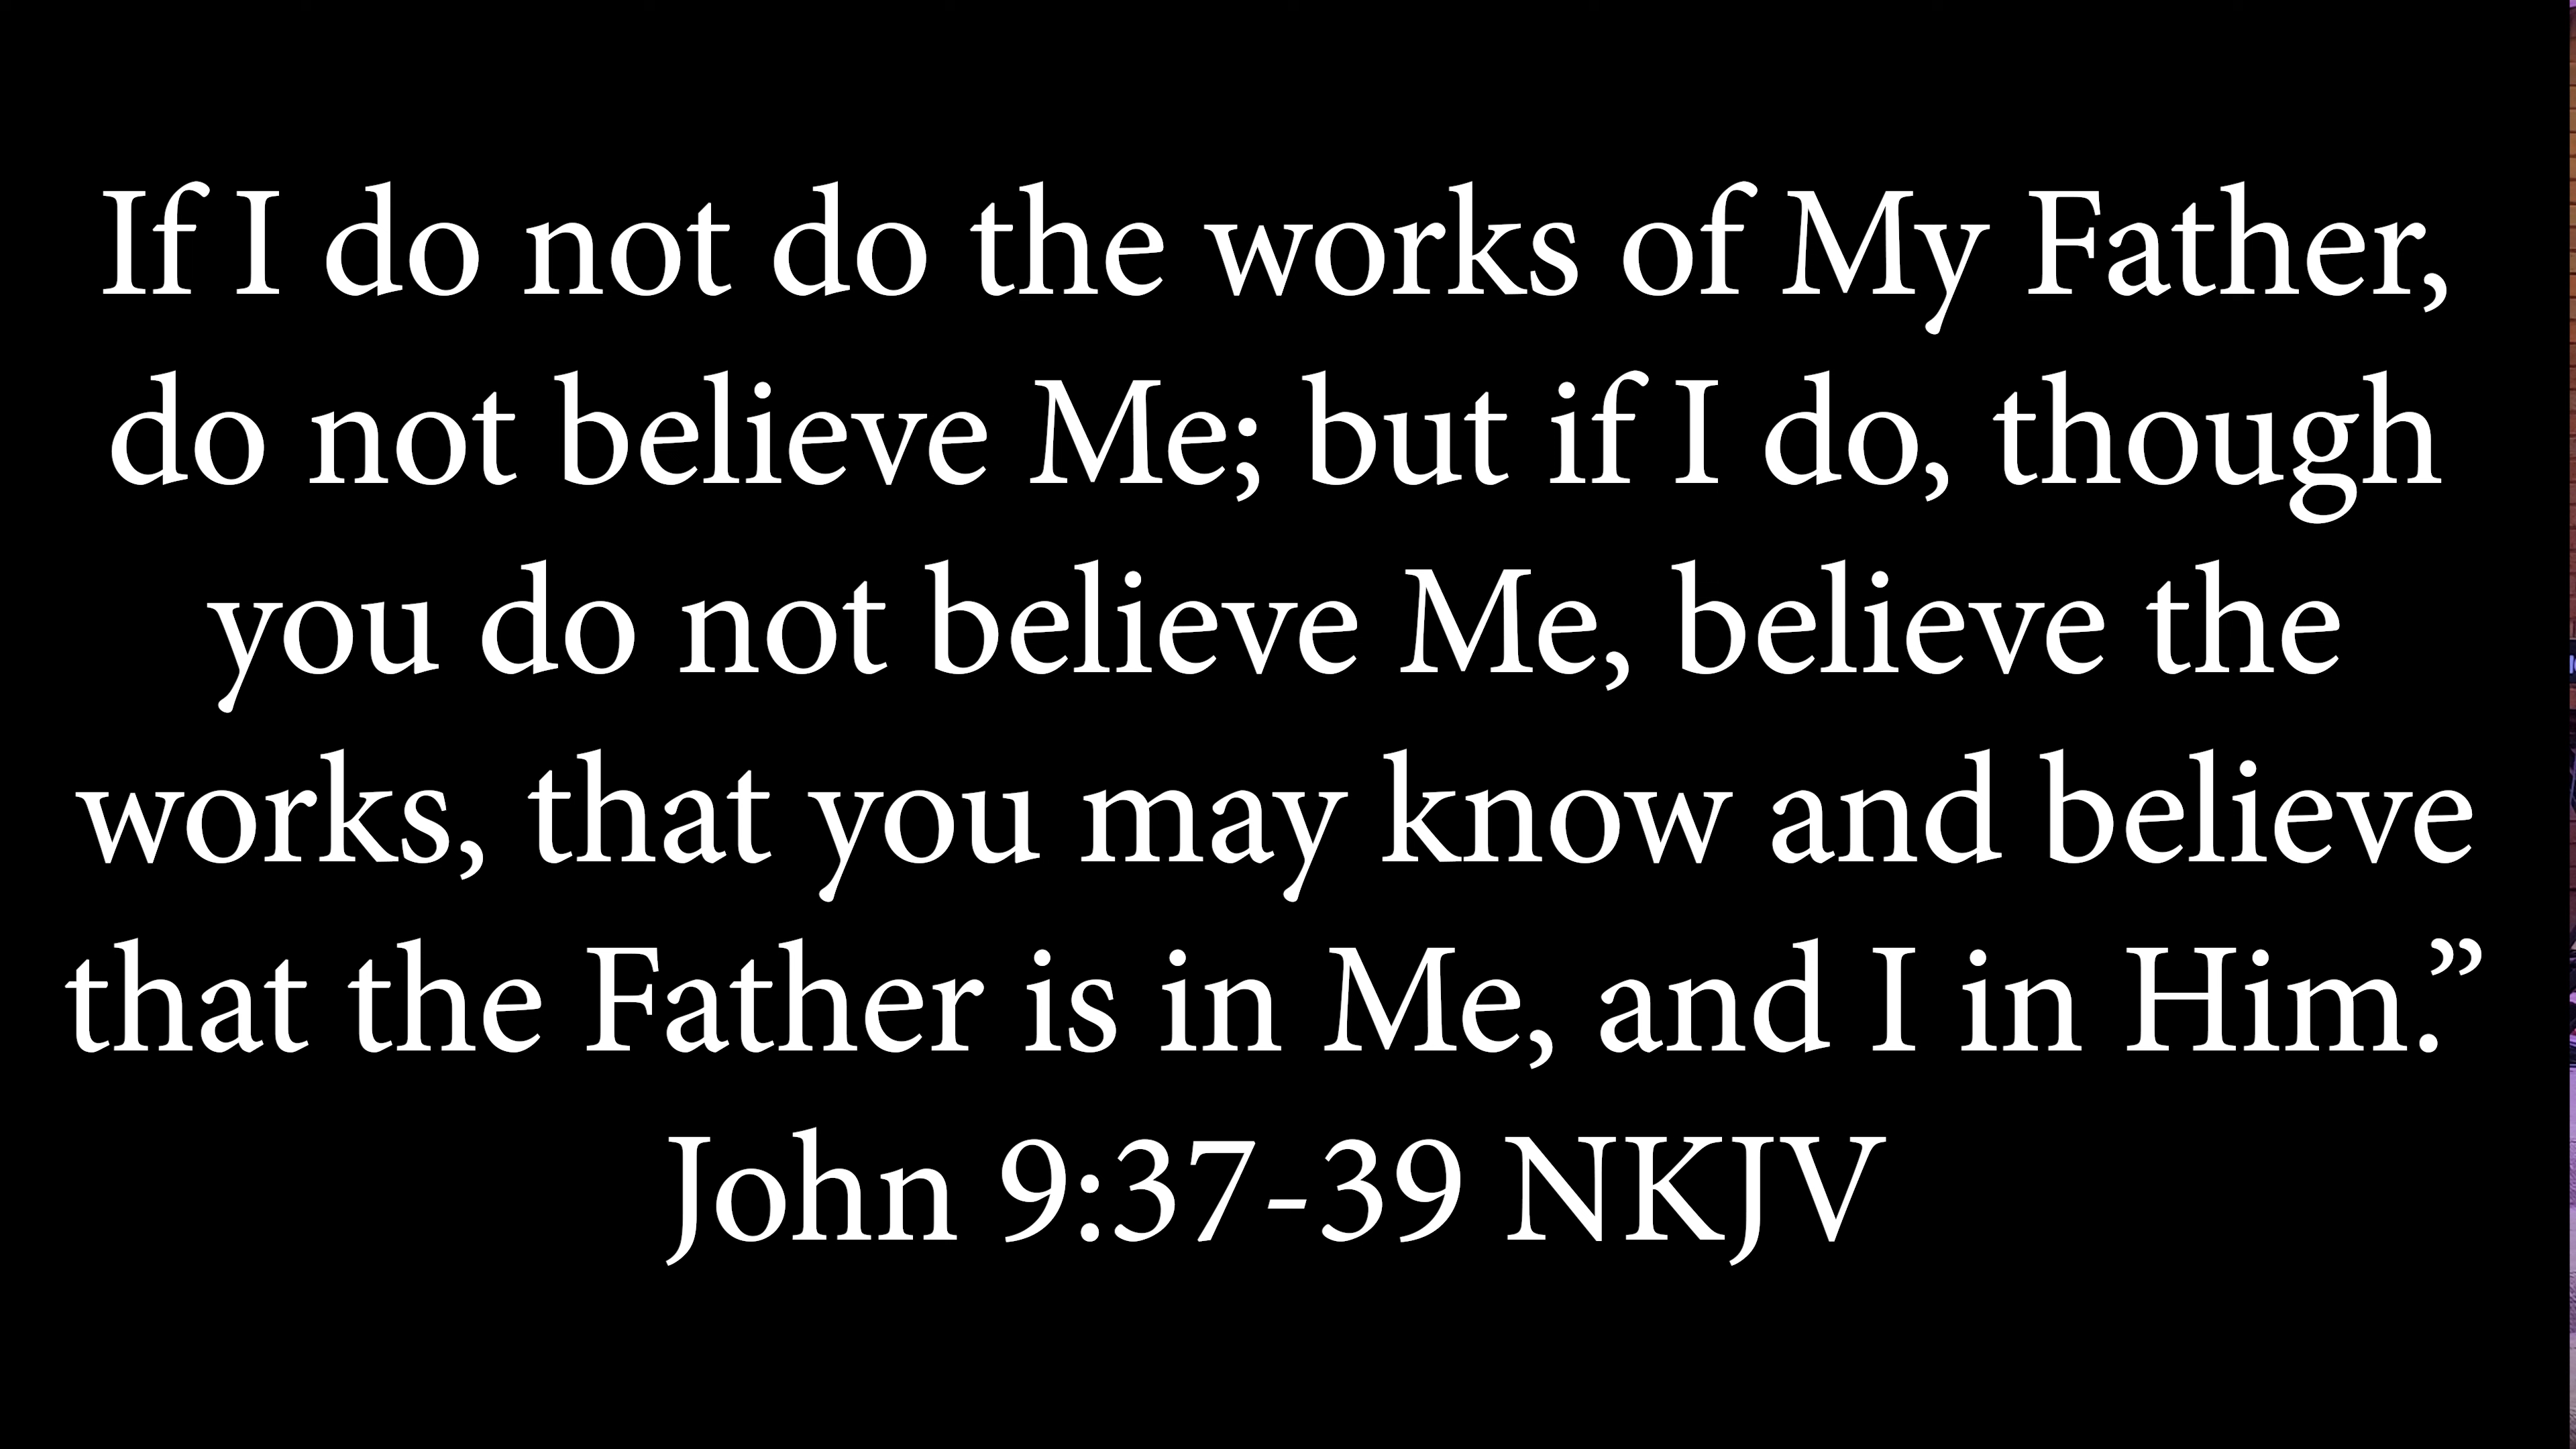 If I do not do the works of My Father,
do not believe Me; but if I do, though
you do not believe Me, believe the
works, that you may know and believe
that the Father is in Me, and I in Him.”
John 9:37-39 NKJV